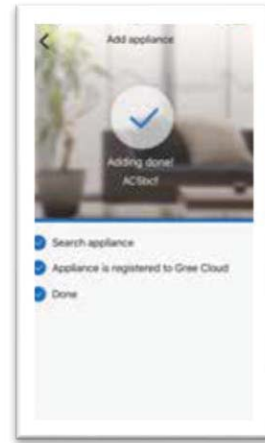 Add appliance
Adding done!
Search appliance
Appliance is registered to Gree Cloud
Done